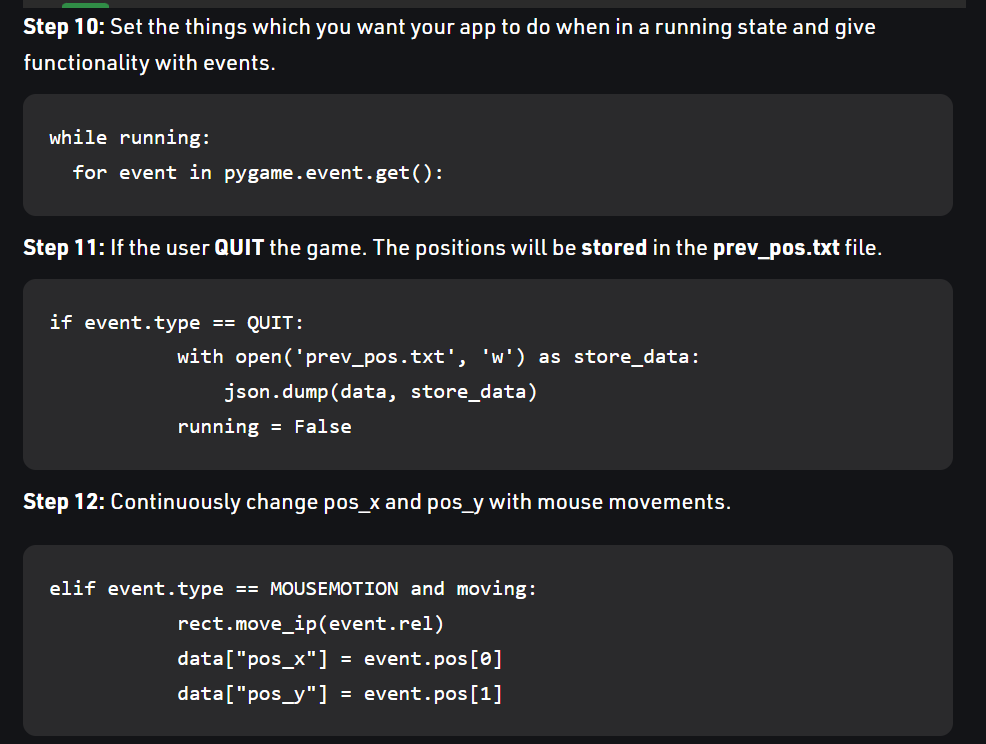 Step 10: Set the things which you want your app to do when in a running state and give
functionality with events.
while running:
  for event in pygame.event.get():
Step 11: If the user QUIT the game. The positions will be stored in the prev_pos.txt file.
if event.type == QUIT:
           with open('prev_pos.txt', 'w') as store_data:
               json.dump(data, store_data)
           running = False
Step 12: Continuously change pos_x and pos_y with mouse movements.
elif event.type == MOUSEMOTION and moving:
           rect.move_ip(event.rel)
           data["pos_x"] = event.pos[0]
           data["pos_y"] = event.pos[1]